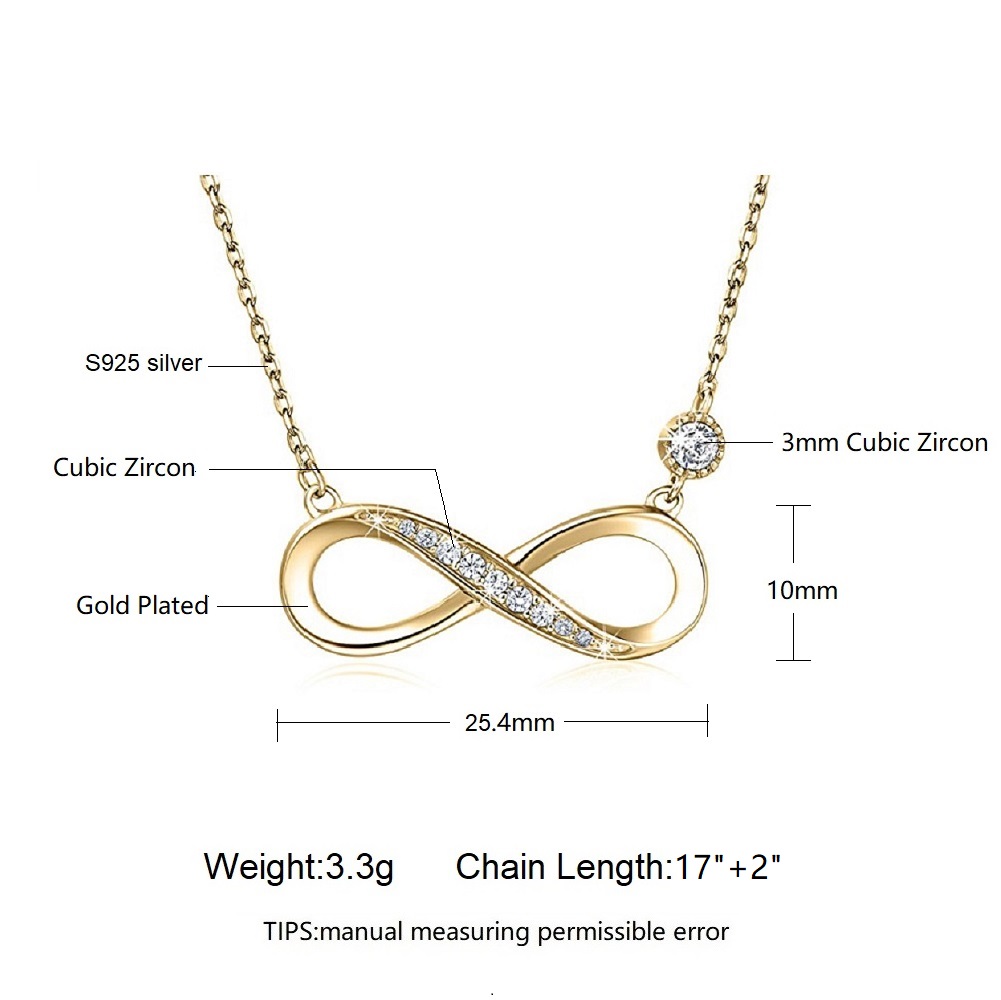 S925 silver
3mm Cubic Zircon
Cubic Zircon
10mm
Gold Plated
25.4mm
Weight:3.3g
Chain Length:17"+2"
TIPS:manual measuring permissible error